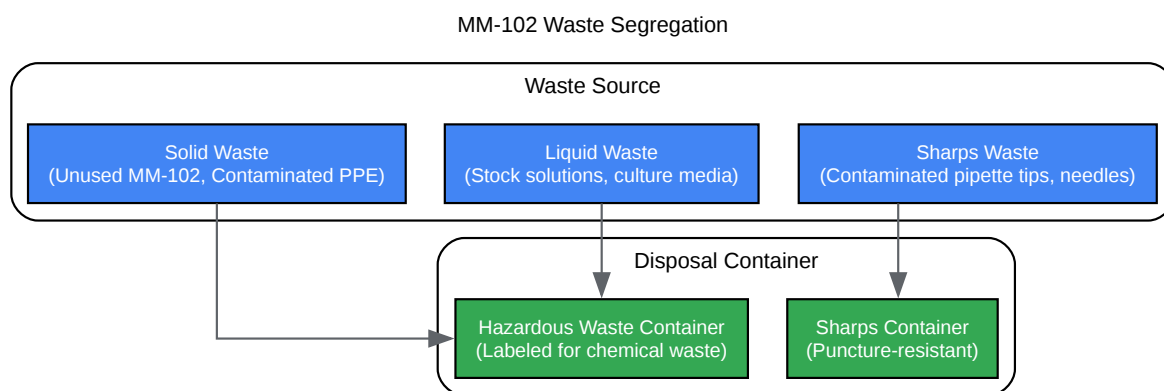 MM-102 Waste Segregation
Waste Source
Solid Waste
(Unused MM-102, Contaminated PPE)
Liquid Waste
(Stock solutions, culture media)
Sharps Waste
(Contaminated pipette tips, needles)
Disposal Container
Hazardous Waste Container
(Labeled for chemical waste)
Sharps Container
(Puncture-resistant)